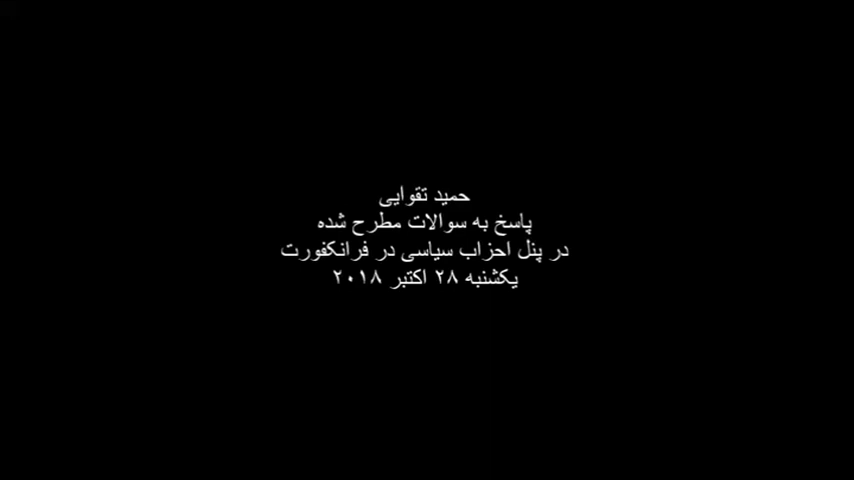 حمید تقوایی
پاسخ به سوالات مطرح شده
در پنل احزاب سیاسی در فرانکفورت
یکشنبه ۲۸ اکتبر ۲۰۱۸